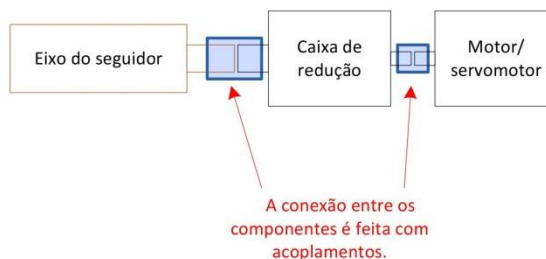 Eixo do seguidor
Caixa de
redução
Motor/
servomotor
A conexão entre os
componentes é feita com
acoplamentos.